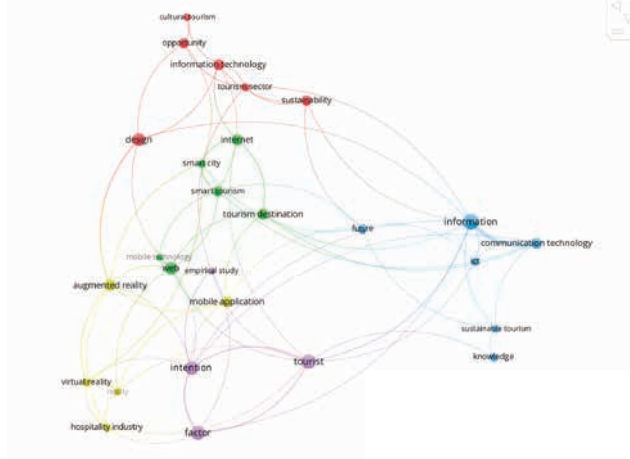 cultural tourism
opportunity
information technology
tourism sector
sustainability
design
internet
smart city
smart tourism
tourism destination
information
future
communication technology
mobile technology
ict
web
empirical study
augmented reality
mobile application
sustainable tourism
knowledge
tourist
intention
virtual reality
reality
hospitality industry
factor